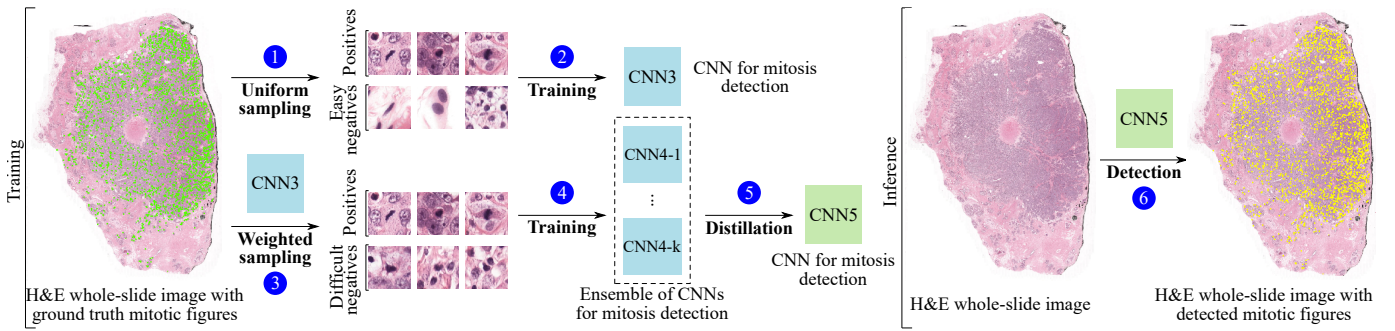 Training
H&E whole-slide image with
ground truth mitotic figures
1
Uniform
sampling
CNN3
Weighted
sampling
3
Positives
Easy
negatives
Positives
Difficult
negatives
2
Training
4
Training
CNN3
CNN for mitosis
detection
CNN4-1
...
CNN4-k
Ensemble of CNNs
for mitosis detection
5
Distillation
CNN5
CNN for mitosis
detection
Inference
H&E whole-slide image
CNN5
Detection
6
H&E whole-slide image with
detected mitotic figures